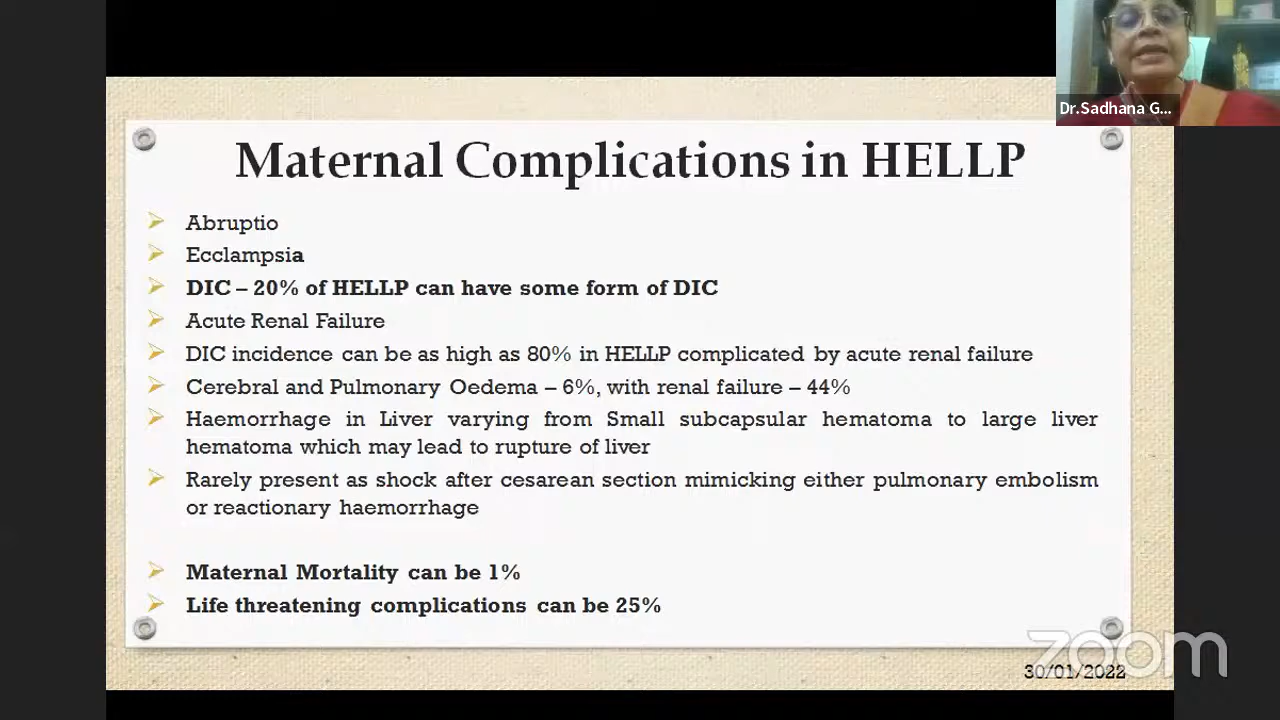 Dr.Sadhana G...
Maternal Complications in HELLP
Abruptio
Ecclampsia
DIC – 20% of HELLP can have some form of DIC
Acute Renal Failure
DIC incidence can be as high as 80% in HELLP complicated by acute renal failure
Cerebral and Pulmonary Oedema – 6%, with renal failure – 44%
Haemorrhage in Liver varying from Small subcapsular hematoma to large liver
hematoma which may lead to rupture of liver
Rarely present as shock after cesarean section mimicking either pulmonary embolism
or reactionary haemorrhage
Maternal Mortality can be 1%
Life threatening complications can be 25%
zoom
30/01/2022